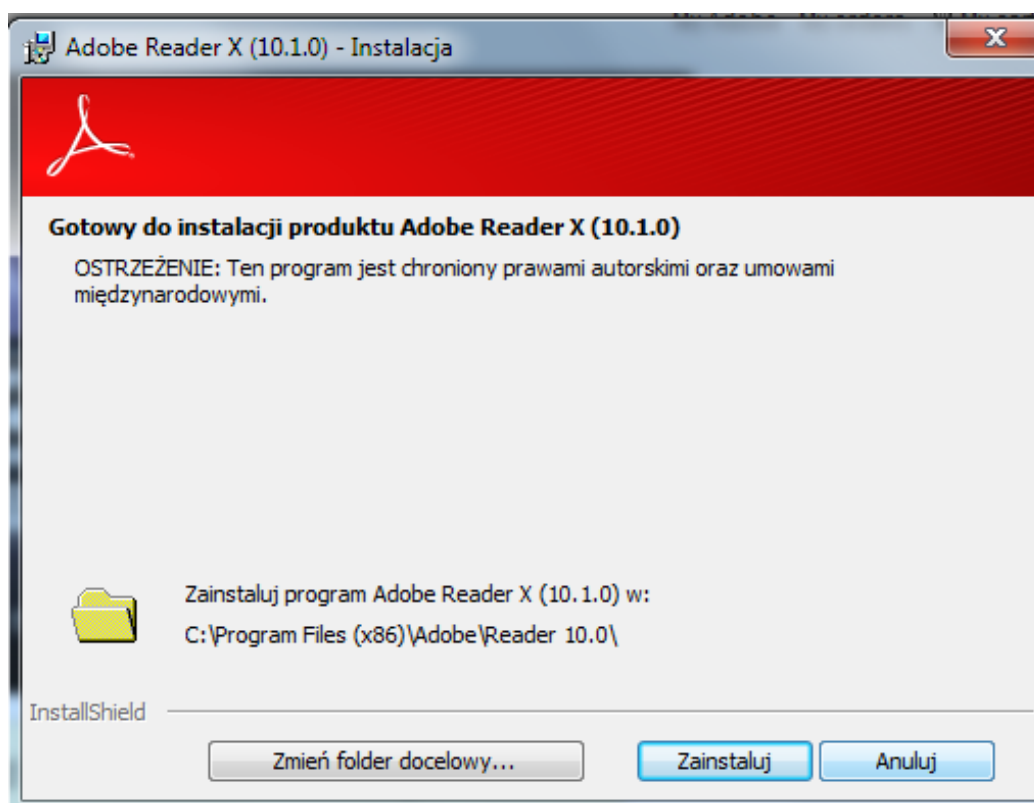 Adobe Reader X (10.1.0) - Instalacja
Gotowy do instalacji produktu Adobe Reader X (10.1.0)
OSTRZEŻENIE: Ten program jest chroniony prawami autorskimi oraz umowami
międzynarodowymi.
Zainstaluj program Adobe Reader X (10.1.0) w:
C:\Program Files (x86)\Adobe\Reader 10.0\
InstallShield
Zmień folder docelowy...
Zainstaluj
Anuluj